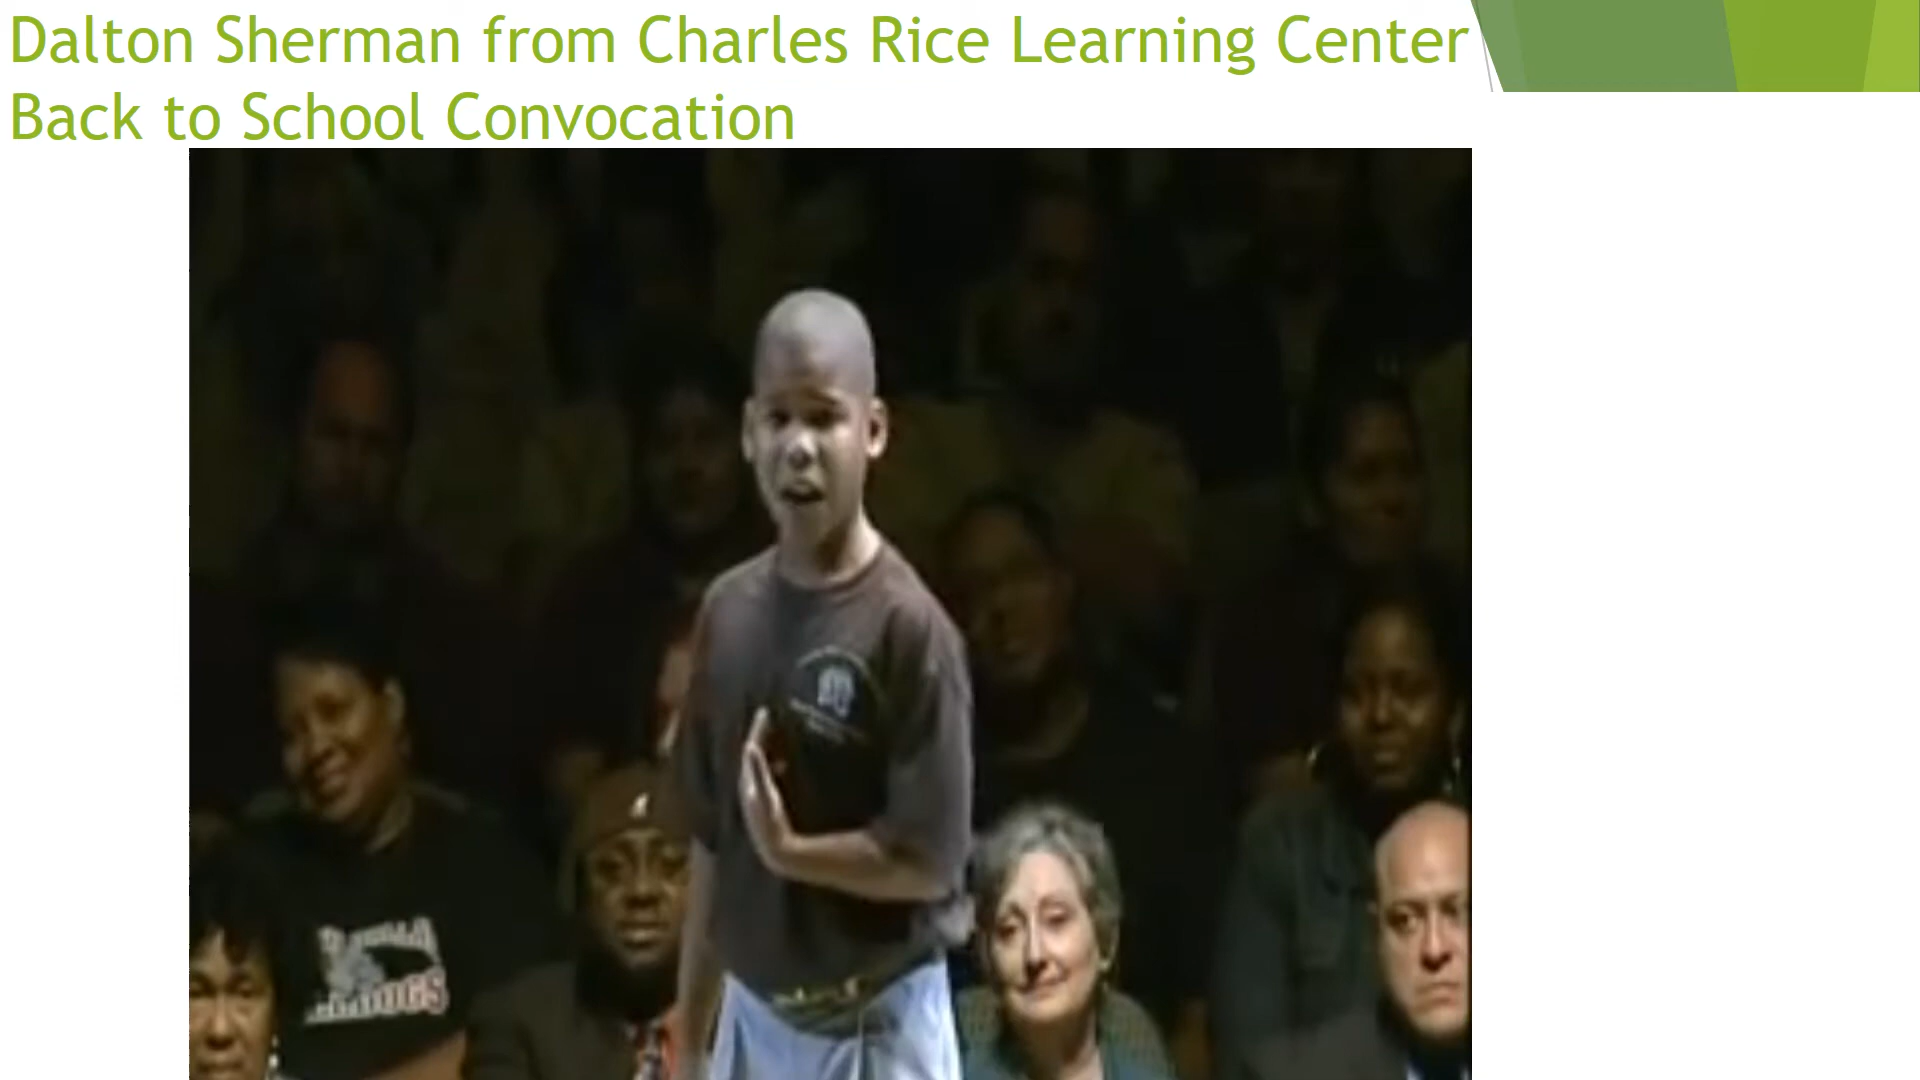 Dalton Sherman from Charles Rice Learning Center
Back to School Convocation